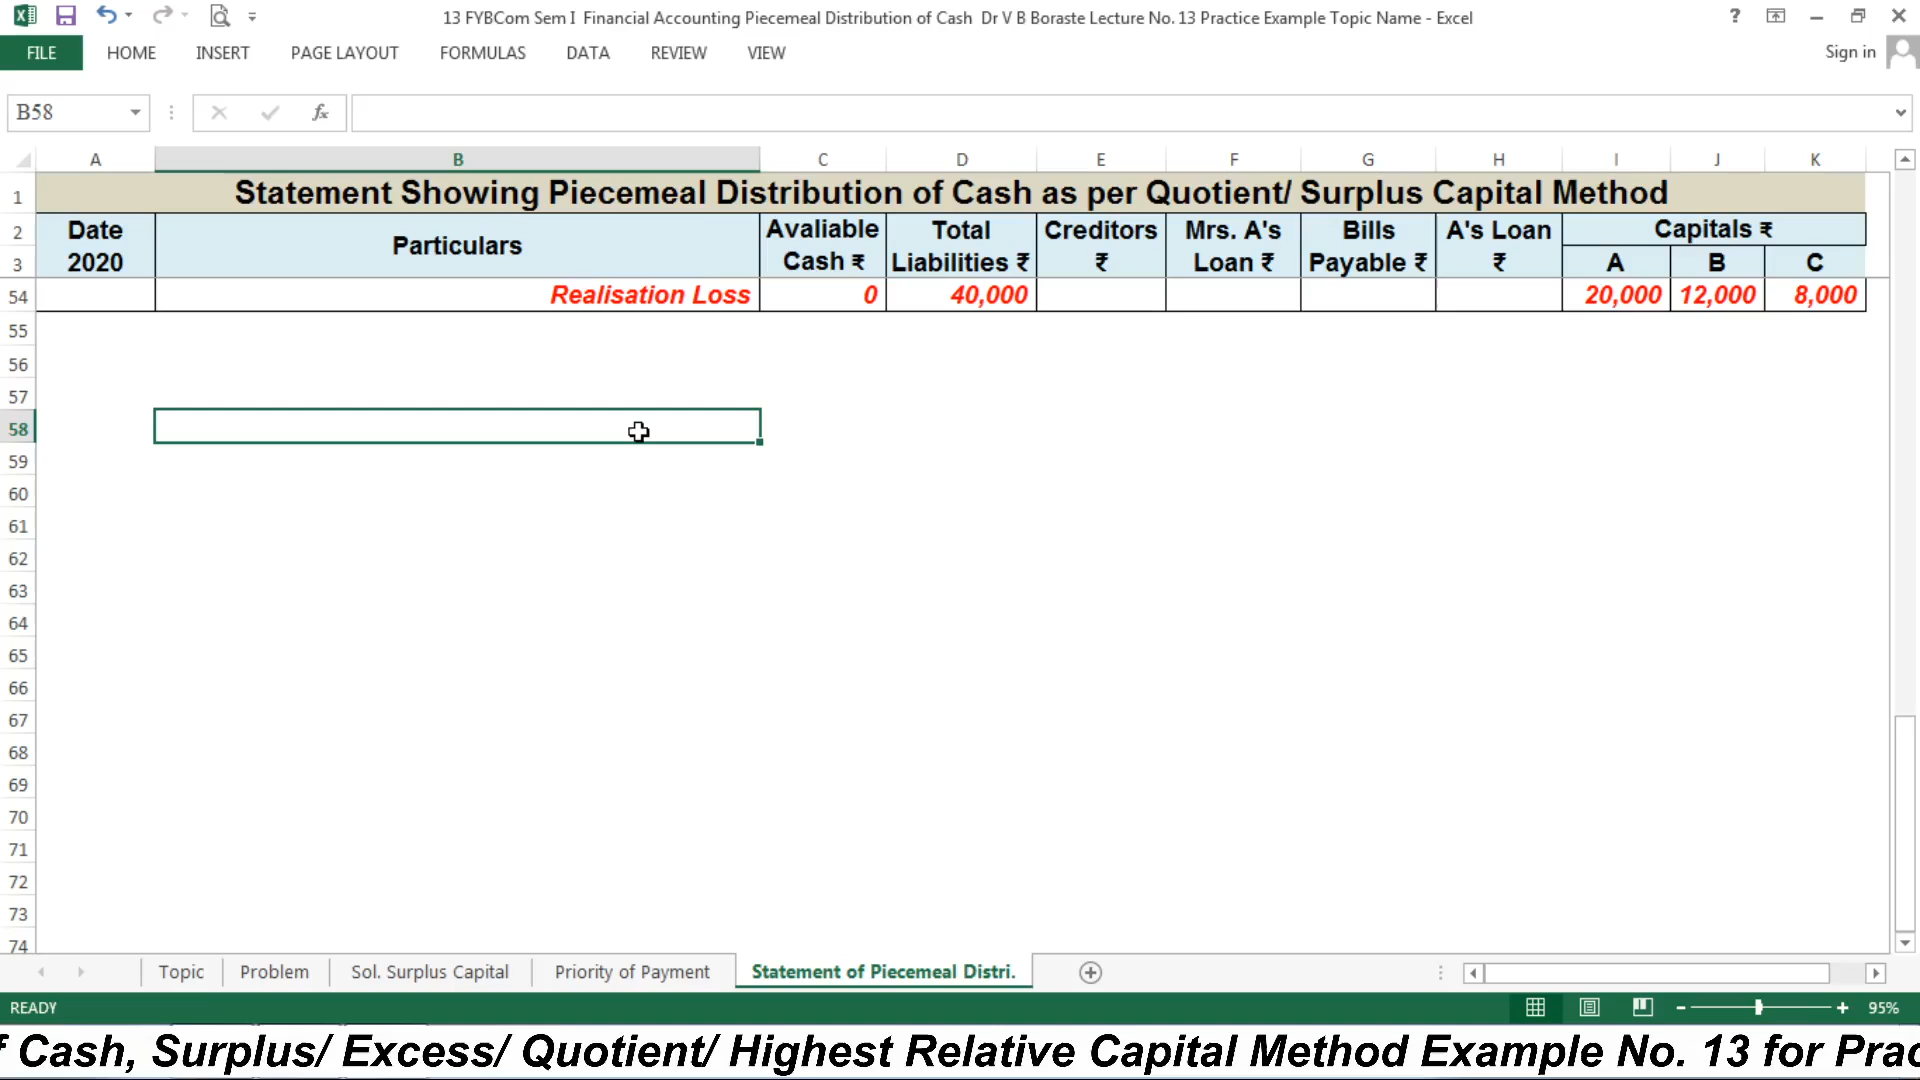 13 FYBCom Sem I Financial Accounting Piecemeal Distribution of Cash Dr V B Boraste Lecture No. 13 Practice Example Topic Name - Excel
FILE HOME INSERT PAGE LAYOUT FORMULAS DATA REVIEW VIEW Sign in
B58 fx
A B C D E F G H I J K
1 Statement Showing Piecemeal Distribution of Cash as per Quotient/ Surplus Capital Method
2 Date Particulars Avaliable Total Creditors Mrs. A's Bills A's Loan Capitals ₹
3 2020 Cash ₹ Liabilities ₹ ₹ Loan ₹ Payable ₹ ₹ A B C
54 Realisation Loss 0 40,000 20,000 12,000 8,000
55
56
57
58
59
60
61
62
63
64
65
66
67
68
69
70
71
72
73
74
Topic Problem Sol. Surplus Capital Priority of Payment Statement of Piecemeal Distri.
READY 95%
f Cash, Surplus/ Excess/ Quotient/ Highest Relative Capital Method Example No. 13 for Prac